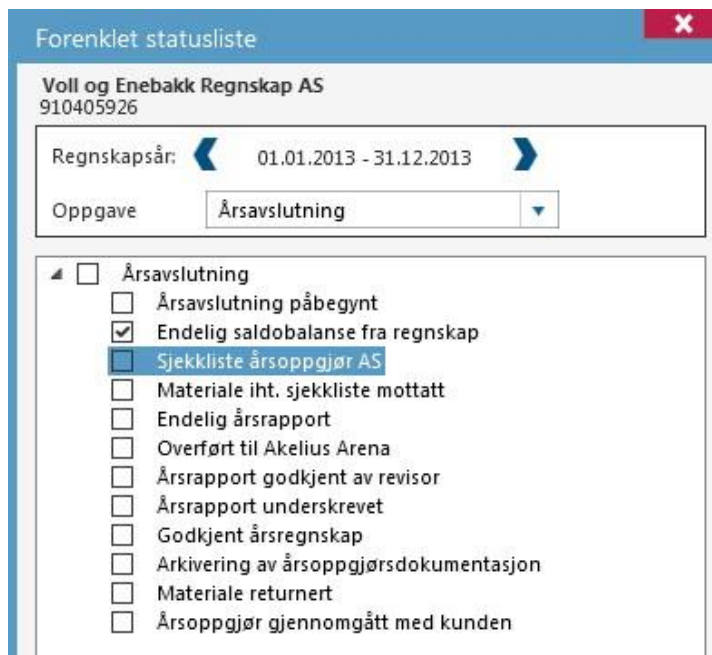 Forenklet statusliste
Voll og Enebakk Regnskap AS
910405926
Regnskapsår: 01.01.2013 - 31.12.2013
Oppgave Årsavslutning
Årsavslutning
Årsavslutning påbegynt
Endelig saldobalanse fra regnskap
Sjekkliste årsoppgjør AS
Materiale iht. sjekkliste mottatt
Endelig årsrapport
Overført til Akelius Arena
Årsrapport godkjent av revisor
Årsrapport underskrevet
Godkjent årsregnskap
Arkivering av årsoppgjørsdokumentasjon
Materiale returnert
Årsoppgjør gjennomgått med kunden